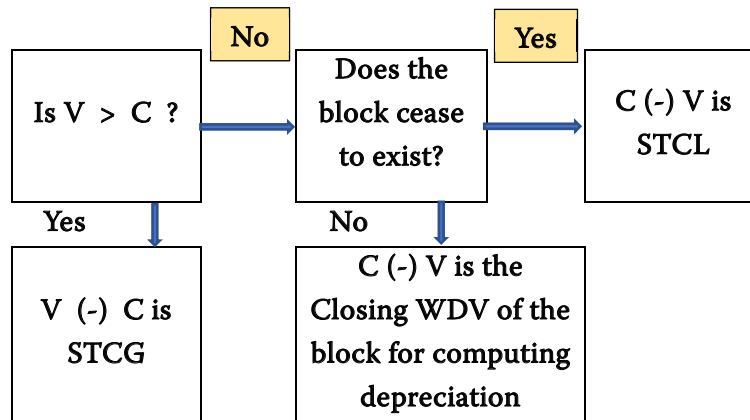 No
Yes
Is V > C ?
Does the
block cease
to exist?
C (-) V is
STCL
Yes
No
V (-) C is
STCG
C (-) V is the
Closing WDV of the
block for computing
depreciation